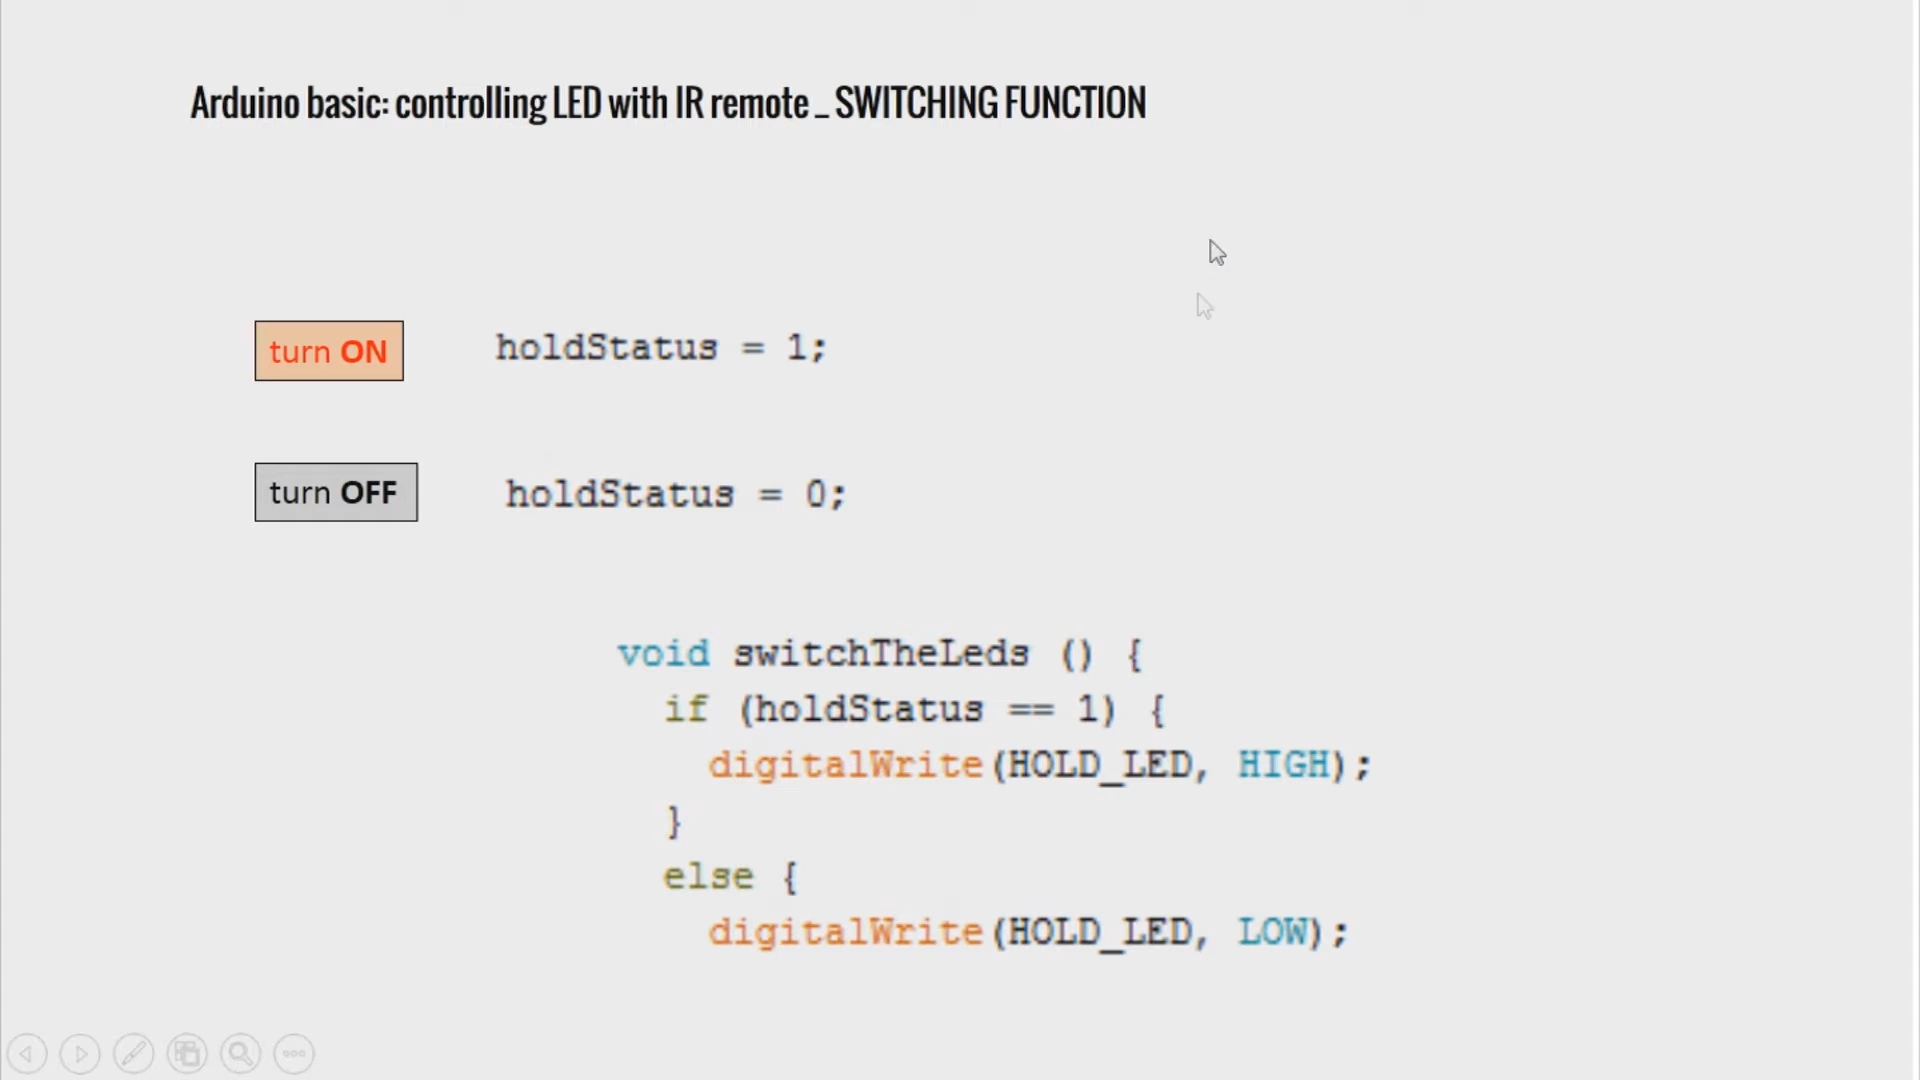 Arduino basic: controlling LED with IR remote _ SWITCHING FUNCTION
turn ON holdStatus = 1;
turn OFF holdStatus = 0;
void switchTheLeds () {
if (holdStatus == 1) {
digitalWrite(HOLD_LED, HIGH);
}
else {
digitalWrite(HOLD_LED, LOW);